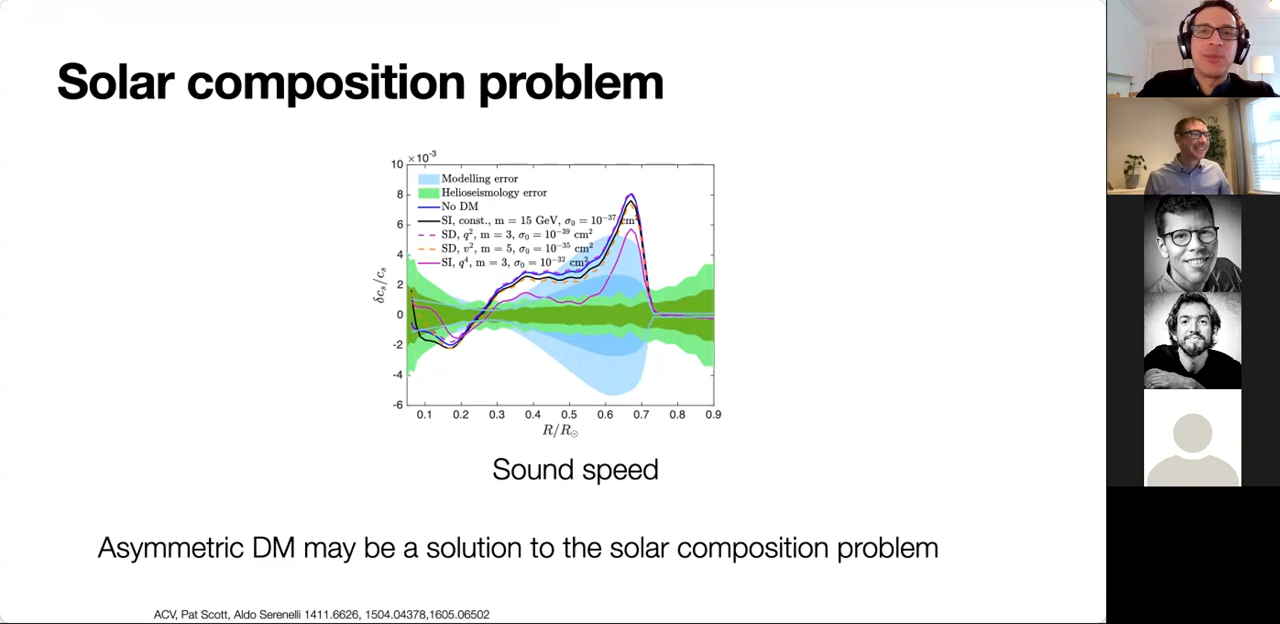 Solar composition problem
×10⁻³
Modelling error
Helioseismology error
No DM
SI, const., m = 15 GeV, σ₀ = 10⁻³⁷ cm²
SD, q², m = 3, σ₀ = 10⁻³⁹ cm²
SD, v², m = 5, σ₀ = 10⁻³⁵ cm²
SI, q⁴, m = 3, σ₀ = 10⁻³² cm²
10
8
6
4
2
0
-2
-4
-6
δcₛ/cₛ
0.1 0.2 0.3 0.4 0.5 0.6 0.7 0.8 0.9
R/R☉
Sound speed
Asymmetric DM may be a solution to the solar composition problem
ACV, Pat Scott, Aldo Serenelli 1411.6626, 1504.04378,1605.06502